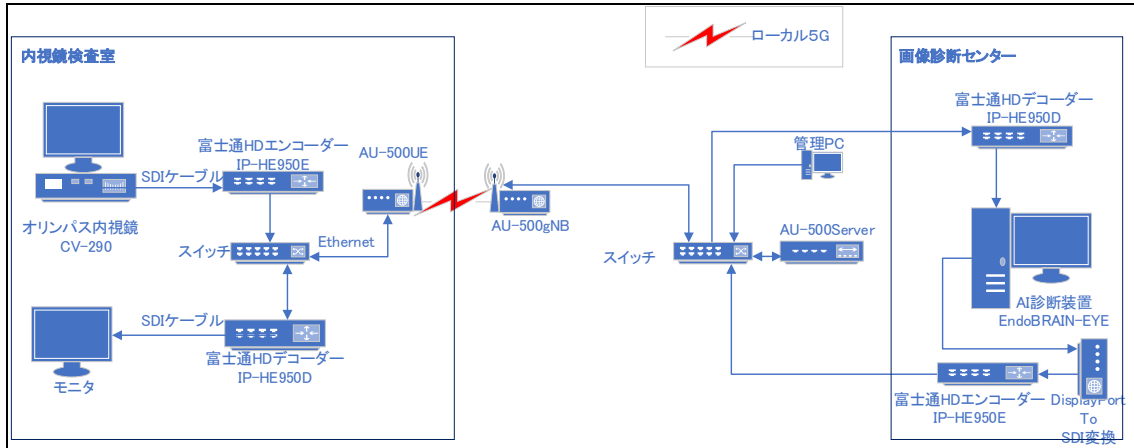 ローカル5G
内視鏡検査室
富士通HDエンコーダー
IP-HE950E
AU-500UE
SDIケーブル
オリンパス内視鏡
CV-290
スイッチ
Ethernet
AU-500gNB
SDIケーブル
富士通HDデコーダー
IP-HE950D
モニタ
画像診断センター
富士通HDデコーダー
IP-HE950D
管理PC
AU-500Server
スイッチ
AI診断装置
EndoBRAIN-EYE
富士通HDエンコーダー
IP-HE950E
DisplayPort
To
SDI変換